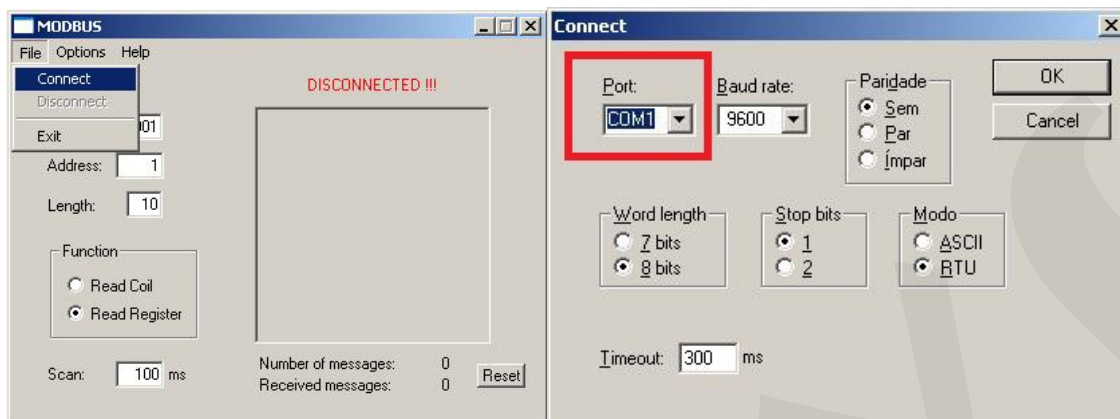 MODBUS
File Options Help
Connect
Disconnect
Exit
DISCONNECTED !!!
001
Address: 1
Length: 10
Function
Read Coil
Read Register
Scan: 100 ms
Number of messages: 0
Received messages: 0
Reset
Connect
Port:
COM1
Baud rate:
9600
Paridade
Sem
Par
Ímpar
OK
Cancel
Word length
7 bits
8 bits
Stop bits
1
2
Modo
ASCII
RTU
Timeout: 300 ms